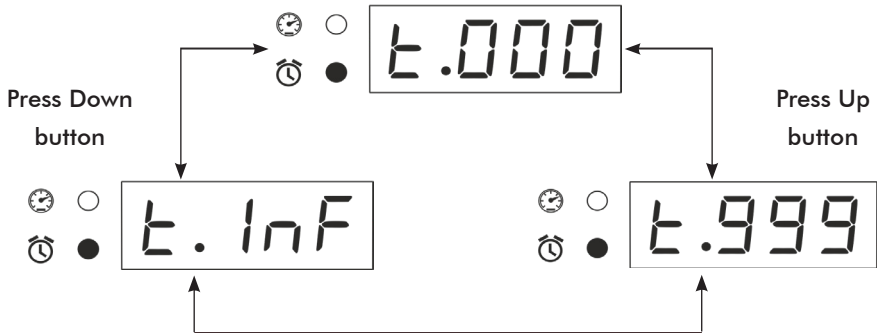 t.000
Press Down
button
Press Up
button
t.InF
t.999